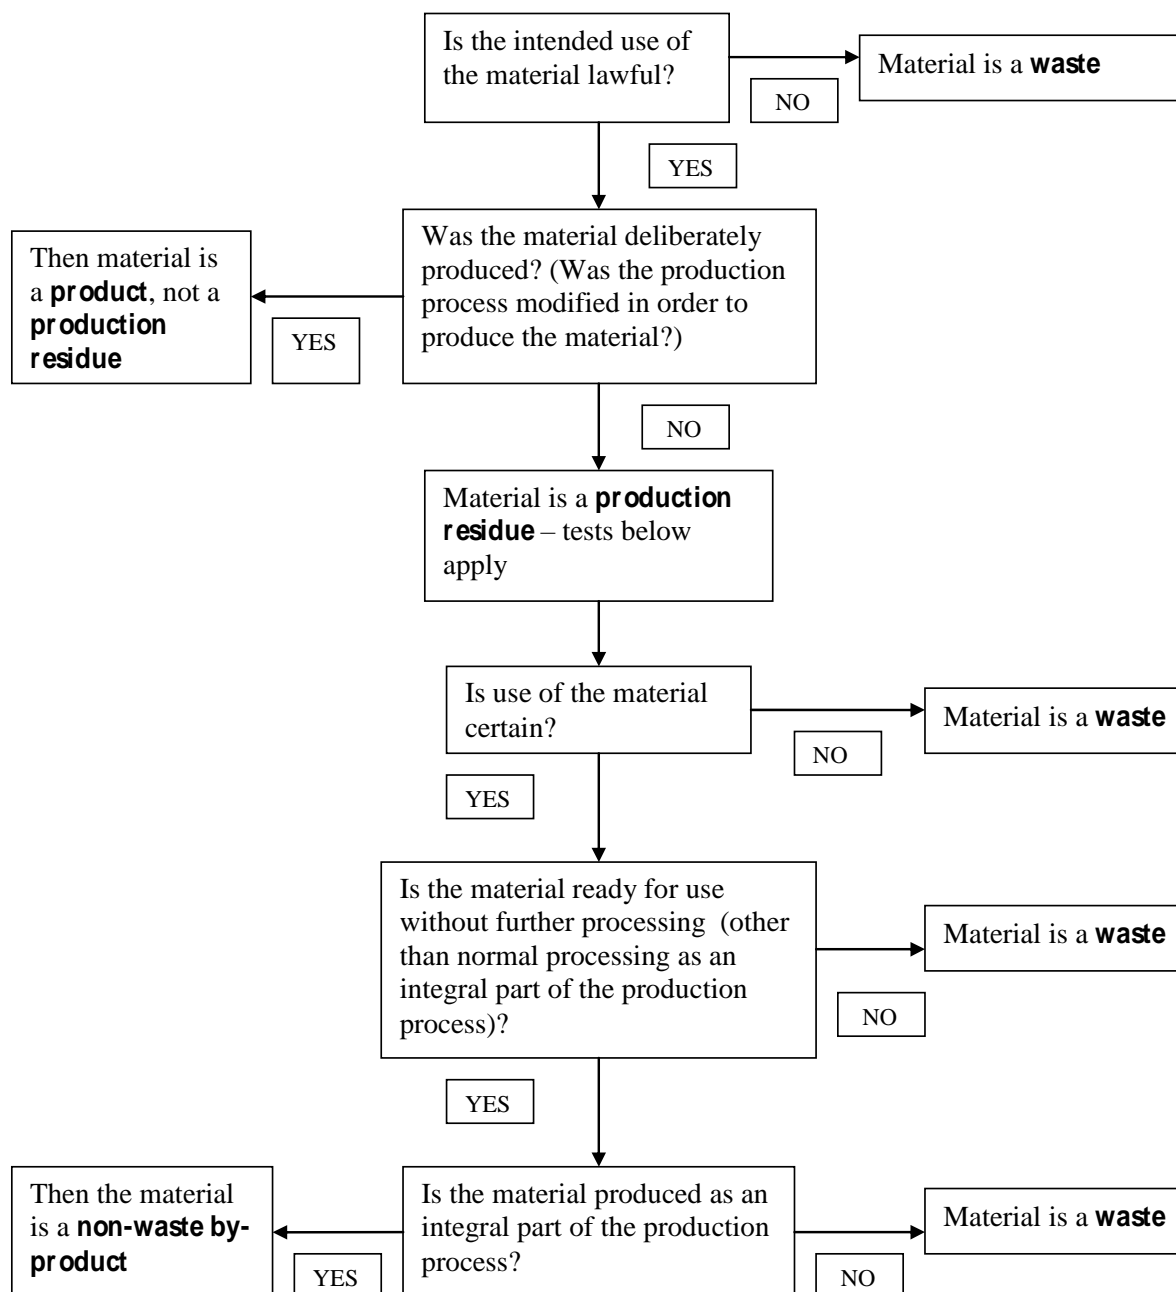 Is the intended use of
the material lawful?
Material is a waste
NO
YES
Was the material deliberately
produced? (Was the production
process modified in order to
produce the material?)
Then material is
a product, not a
production
residue
YES
NO
Material is a production
residue – tests below
apply
Is use of the material
certain?
Material is a waste
NO
YES
Is the material ready for use
without further processing (other
than normal processing as an
integral part of the production
process)?
Material is a waste
NO
YES
Then the material
is a non-waste by-
product
Is the material produced as an
integral part of the production
process?
Material is a waste
YES
NO